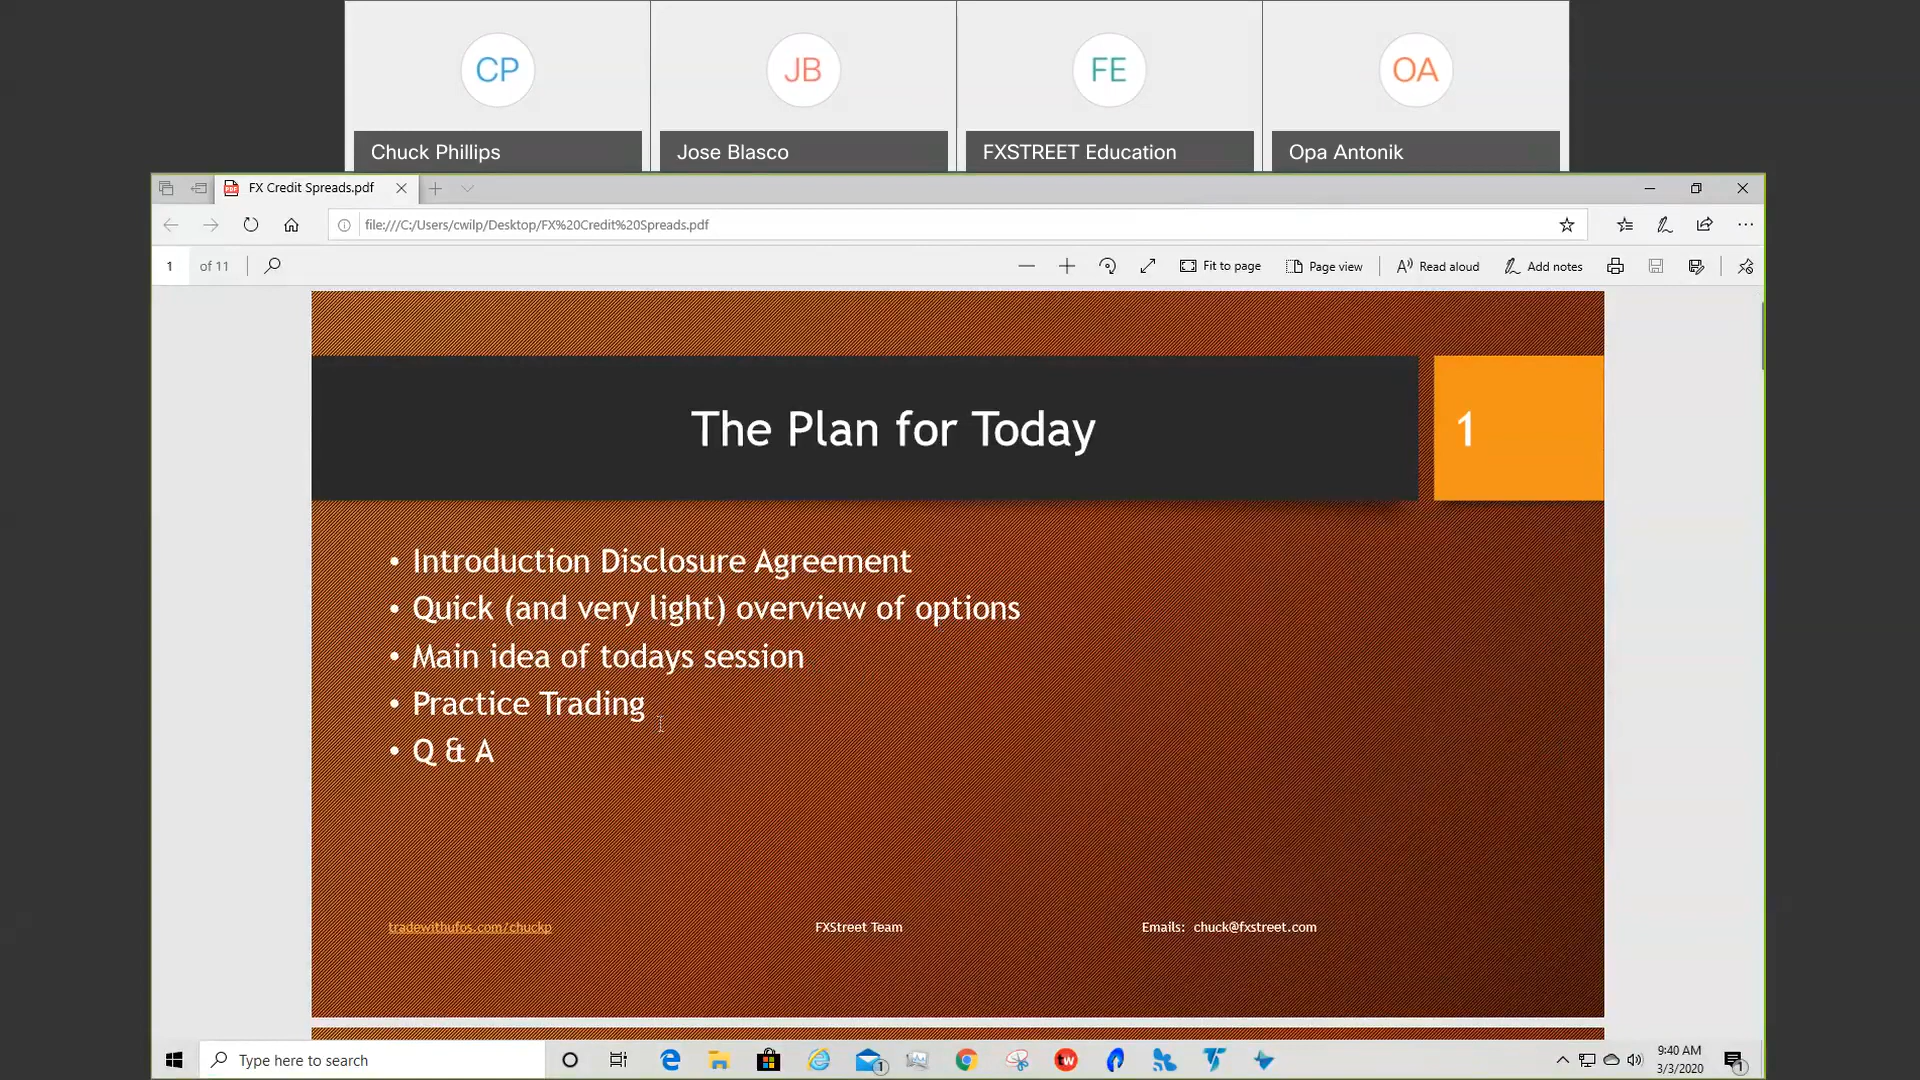 CP
JB
FE
OA
Chuck Phillips
Jose Blasco
FXSTREET Education
Opa Antonik
FX Credit Spreads.pdf
file:///C:/Users/cwilp/Desktop/FX%20Credit%20Spreads.pdf
1 of 11
Fit to page
Page view
Read aloud
Add notes
The Plan for Today
1
• Introduction Disclosure Agreement
• Quick (and very light) overview of options
• Main idea of todays session
• Practice Trading
• Q & A
tradewithufos.com/chuckp
FXStreet Team
Emails: chuck@fxstreet.com
Type here to search
1
tw
9:40 AM
3/3/2020
1